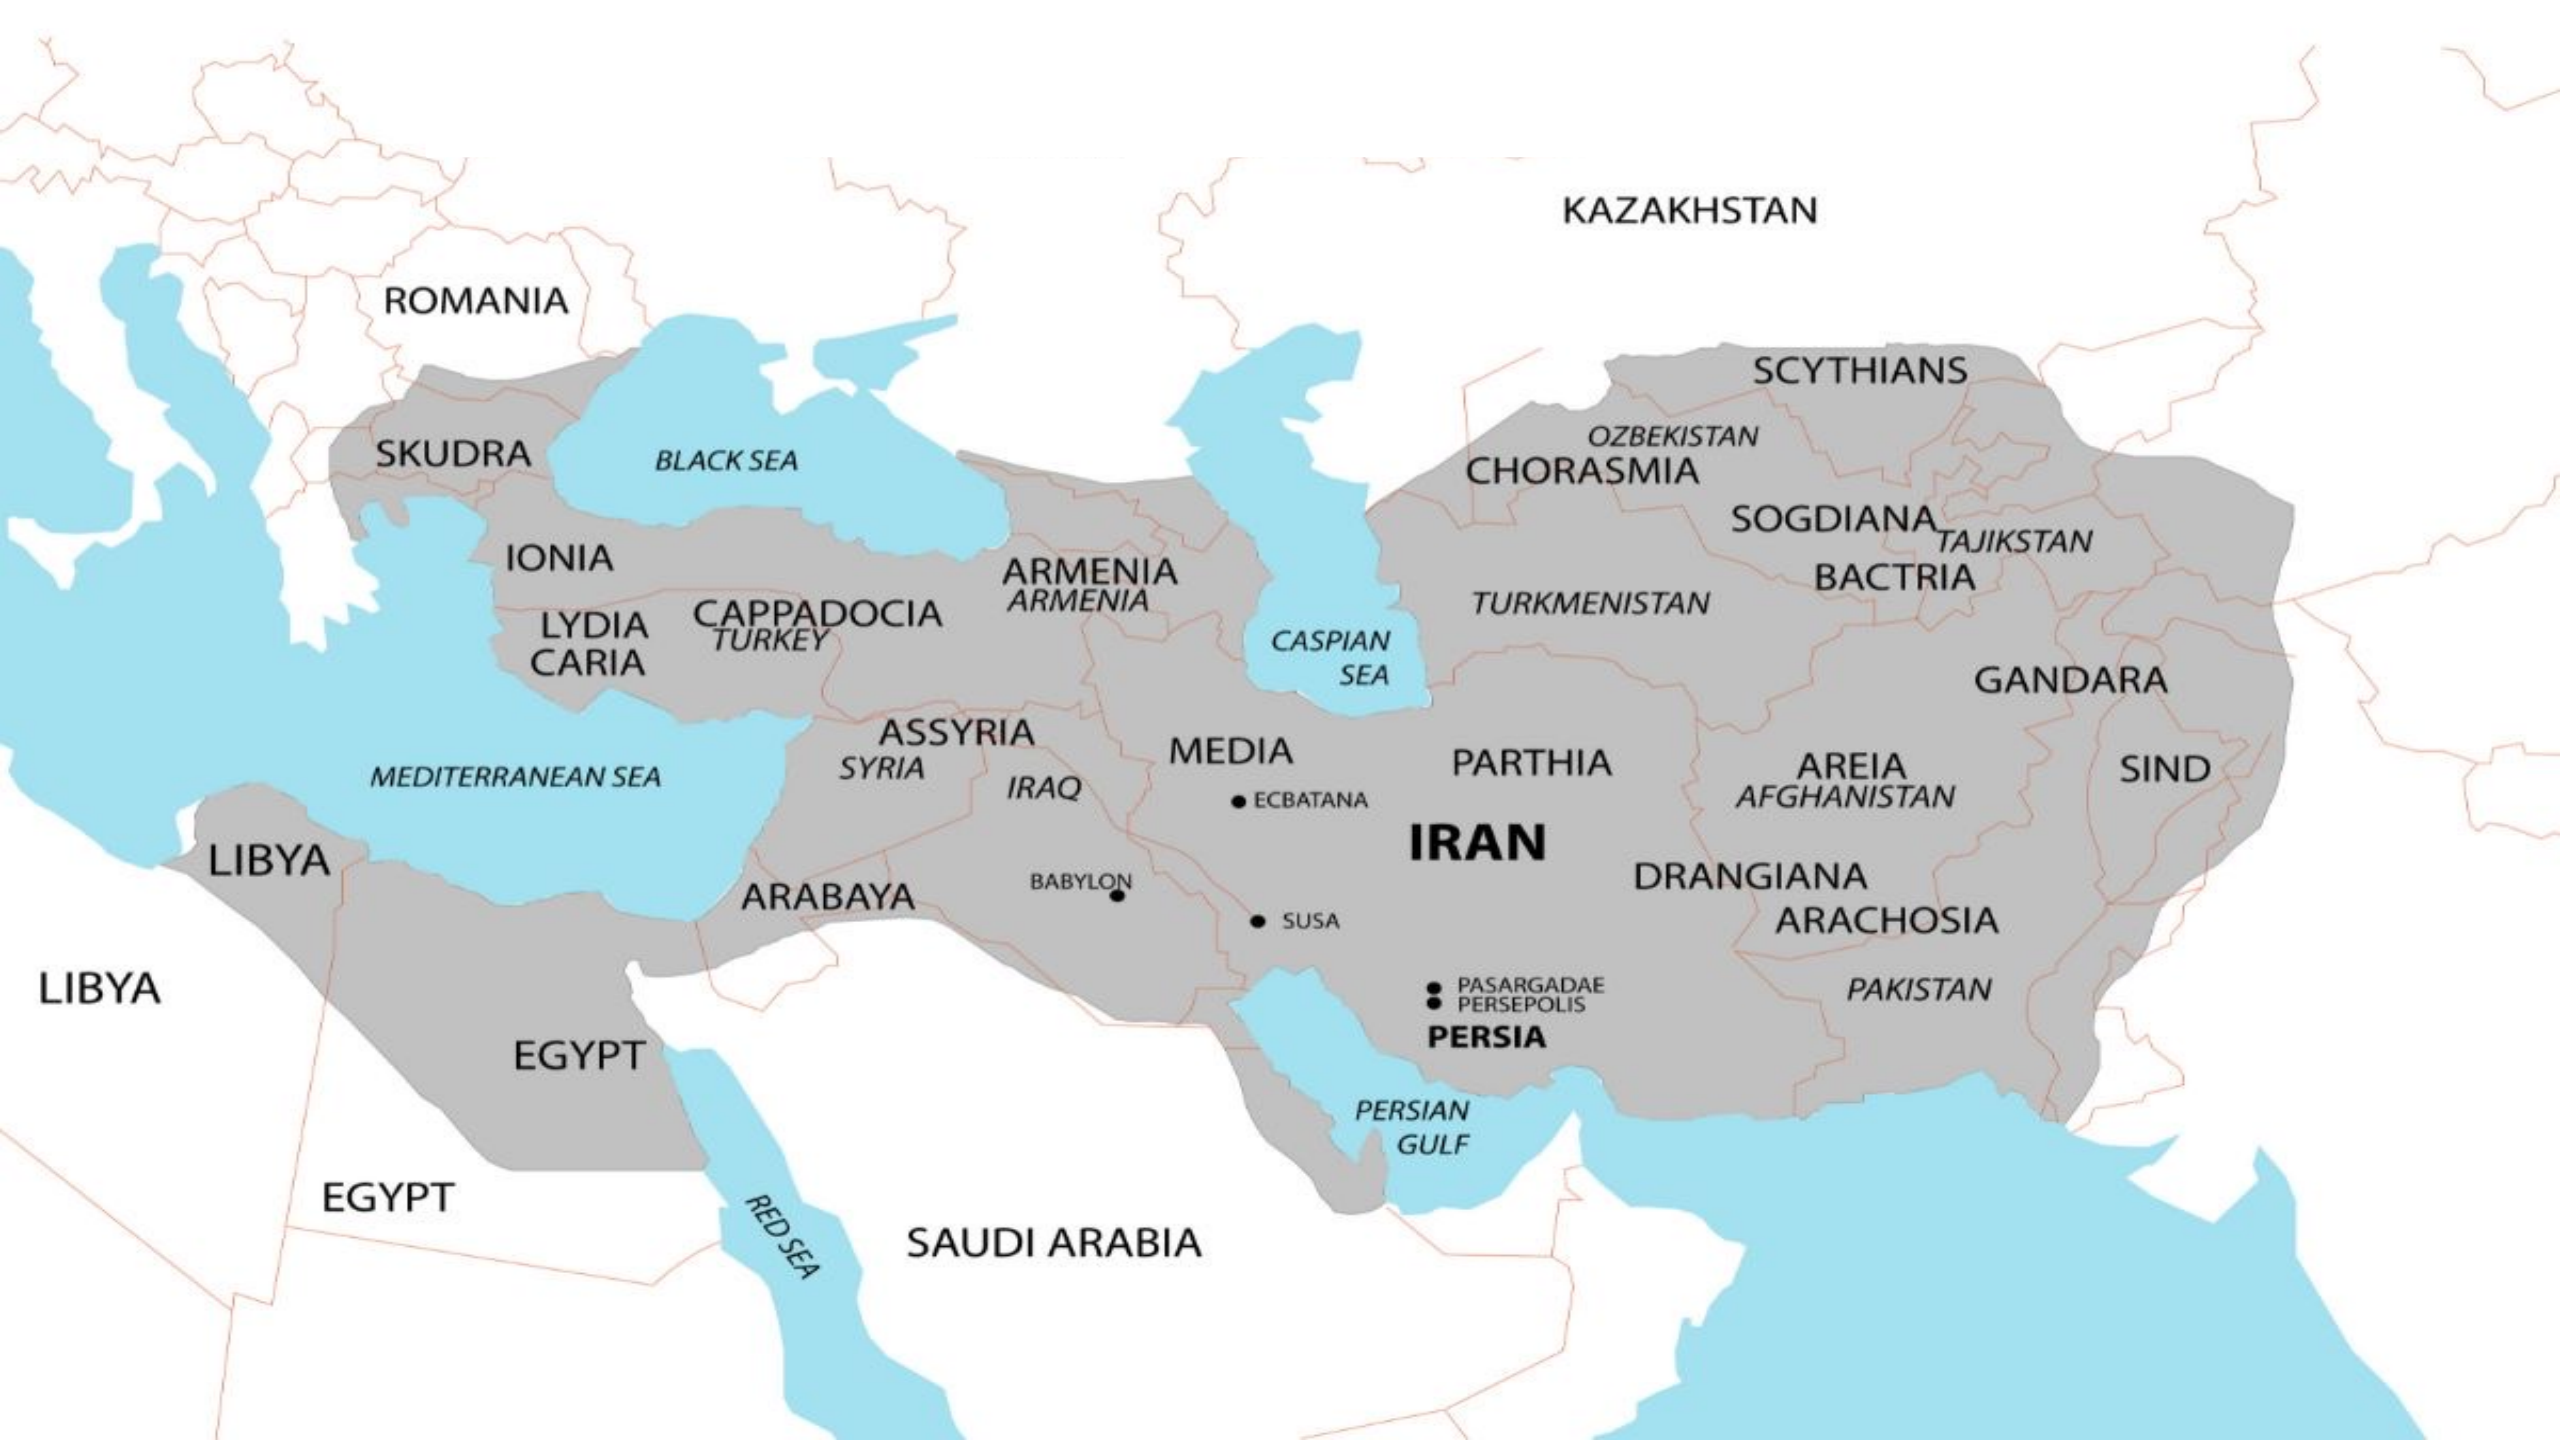 KAZAKHSTAN
ROMANIA
SCYTHIANS
OZBEKISTAN
SKUDRA
BLACK SEA
CHORASMIA
SOGDIANA
TAJIKSTAN
IONIA
ARMENIA
BACTRIA
ARMENIA
TURKMENISTAN
CAPPADOCIA
LYDIA
TURKEY
CASPIAN
SEA
CARIA
GANDARA
ASSYRIA
MEDIA
PARTHIA
AREIA
SIND
SYRIA
MEDITERRANEAN SEA
IRAQ
AFGHANISTAN
ECBATANA
IRAN
LIBYA
DRANGIANA
BABYLON
ARABAYA
SUSA
ARACHOSIA
LIBYA
PASARGADAE
PERSEPOLIS
PAKISTAN
PERSIA
EGYPT
PERSIAN
GULF
EGYPT
RED SEA
SAUDI ARABIA